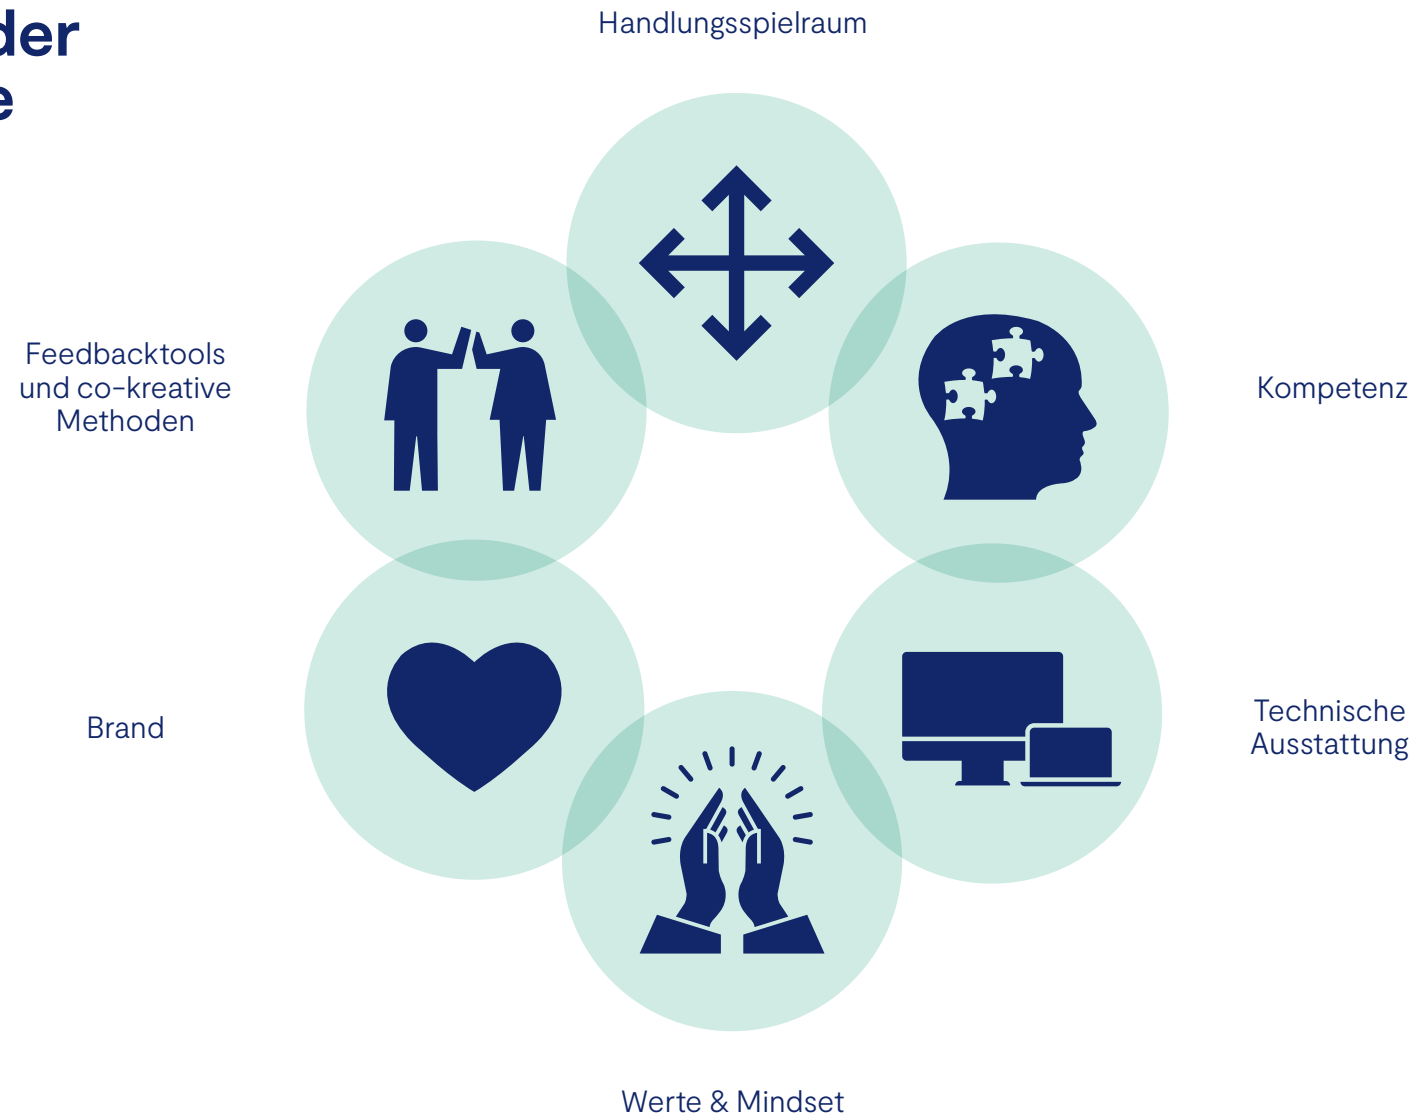 der
e
Handlungsspielraum
Feedbacktools
und co-kreative
Methoden
Kompetenz
Brand
Technische
Ausstattung
Werte & Mindset